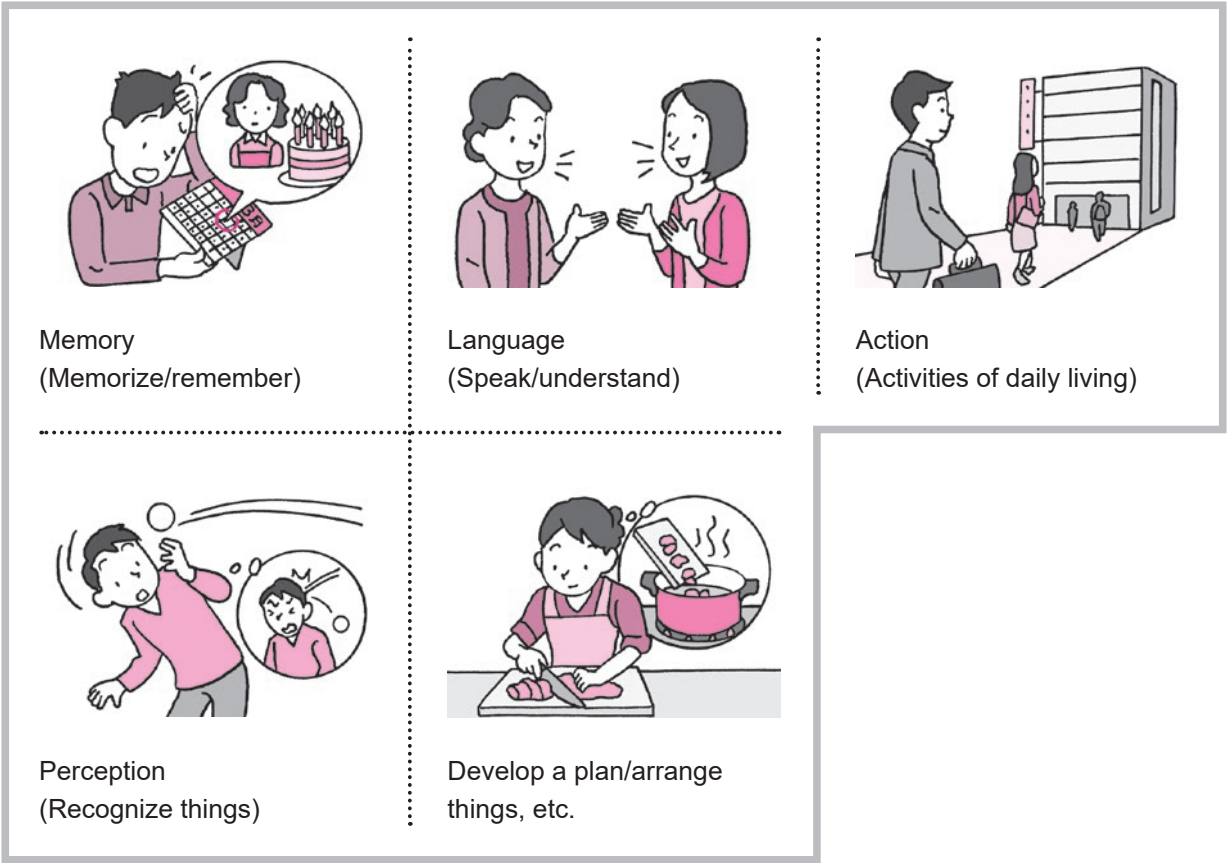 Memory
(Memorize/remember)
Language
(Speak/understand)
Action
(Activities of daily living)
Perception
(Recognize things)
Develop a plan/arrange
things, etc.